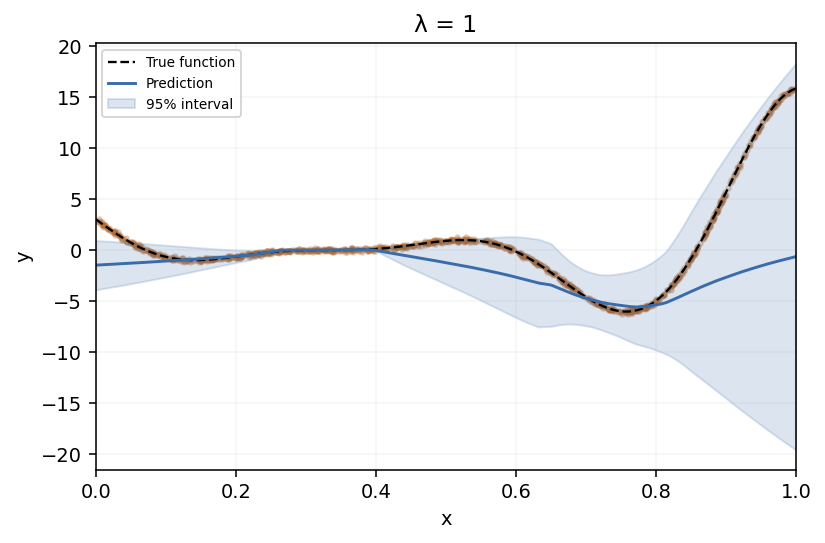 λ = 1
True function
Prediction
95% interval
20
15
10
5
0
−5
−10
−15
−20
y
0.0 0.2 0.4 0.6 0.8 1.0
x